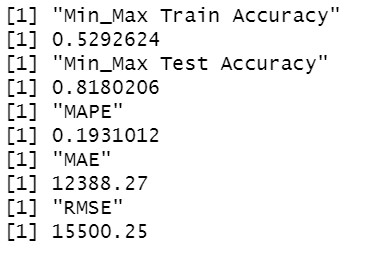 [1] "Min_Max Train Accuracy"
[1] 0.5292624
[1] "Min_Max Test Accuracy"
[1] 0.8180206
[1] "MAPE"
[1] 0.1931012
[1] "MAE"
[1] 12388.27
[1] "RMSE"
[1] 15500.25